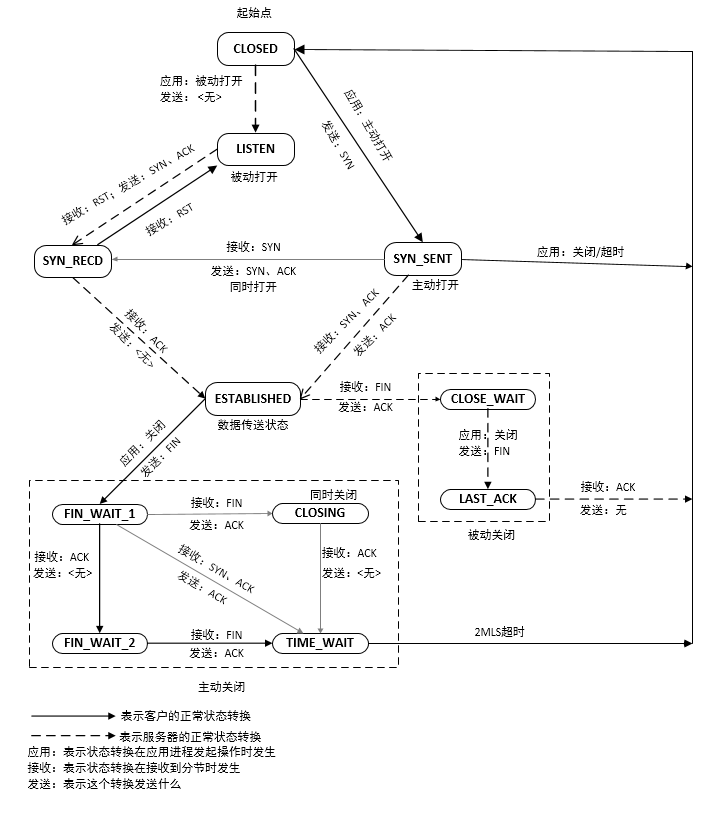 起始点
CLOSED
应用：被动打开
发送：<无>
应用：主动打开
发送：SYN
LISTEN
被动打开
接收：RST；发送：SYN、ACK
接收：RST
SYN_RECD
接收：SYN
发送：SYN、ACK
同时打开
SYN_SENT
主动打开
应用：关闭/超时
接收：ACK
发送：<无>
接收：SYN、ACK
发送：ACK
ESTABLISHED
数据传送状态
接收：FIN
发送：ACK
CLOSE_WAIT
应用：关闭
发送：FIN
LAST_ACK
被动关闭
接收：ACK
发送：无
应用：关闭
发送：FIN
FIN_WAIT_1
接收：FIN
发送：ACK
同时关闭
CLOSING
接收：ACK
发送：<无>
接收：SYN、ACK
发送：ACK
接收：ACK
发送：<无>
FIN_WAIT_2
接收：FIN
发送：ACK
TIME_WAIT
2MLS超时
主动关闭
表示客户的正常状态转换
表示服务器的正常状态转换
应用：表示状态转换在应用进程发起操作时发生
接收：表示状态转换在接收到分节时发生
发送：表示这个转换发送什么